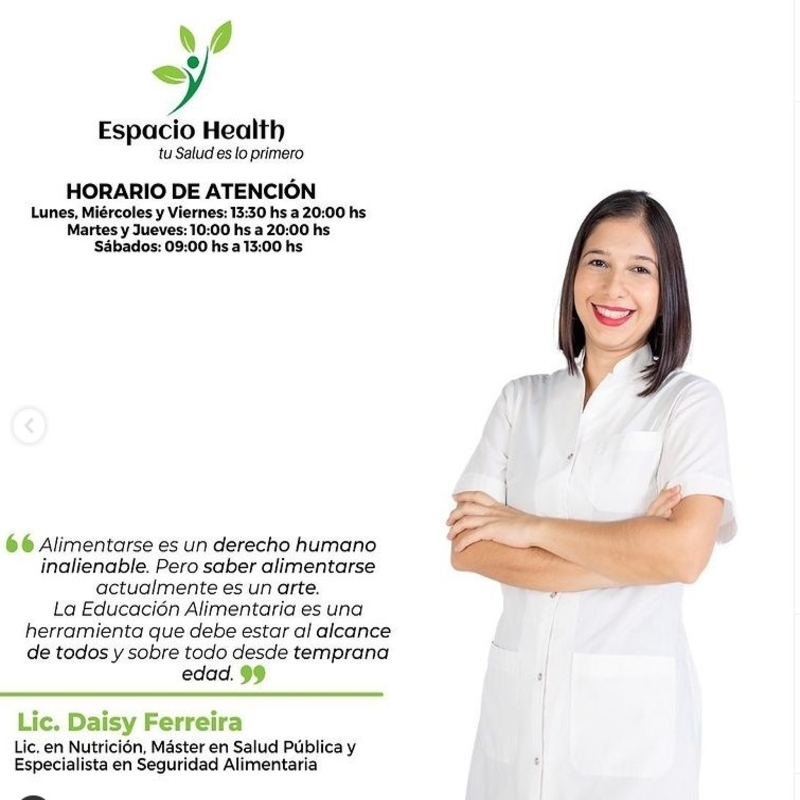 Espacio Health
tu Salud es lo primero
HORARIO DE ATENCIÓN
Lunes, Miércoles y Viernes: 13:30 hs a 20:00 hs
Martes y Jueves: 10:00 hs a 20:00 hs
Sábados: 09:00 hs a 13:00 hs
❝ Alimentarse es un derecho humano
inalienable. Pero saber alimentarse
actualmente es un arte.
La Educación Alimentaria es una
herramienta que debe estar al alcance
de todos y sobre todo desde temprana
edad. ❞
Lic. Daisy Ferreira
Lic. en Nutrición, Máster en Salud Pública y
Especialista en Seguridad Alimentaria